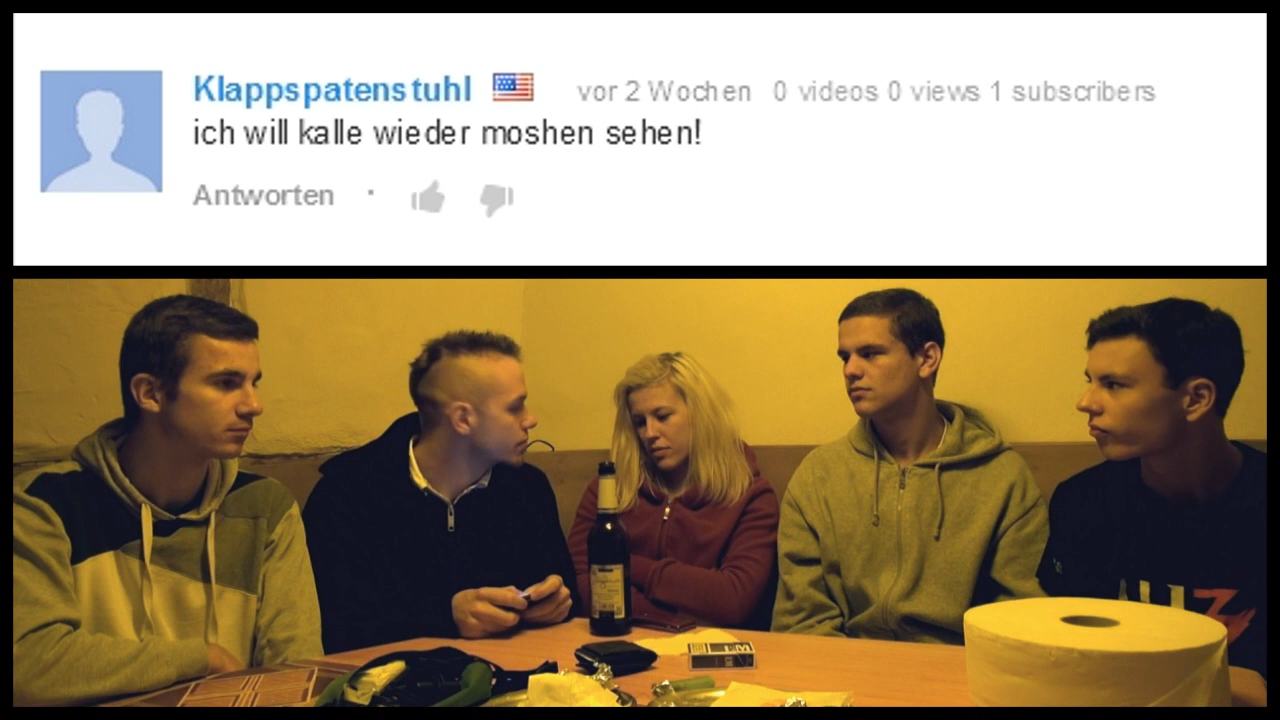 Klappspatenstuhl vor 2 Wochen 0 videos 0 views 1 subscribers
ich will kalle wieder moshen sehen!
Antworten ·